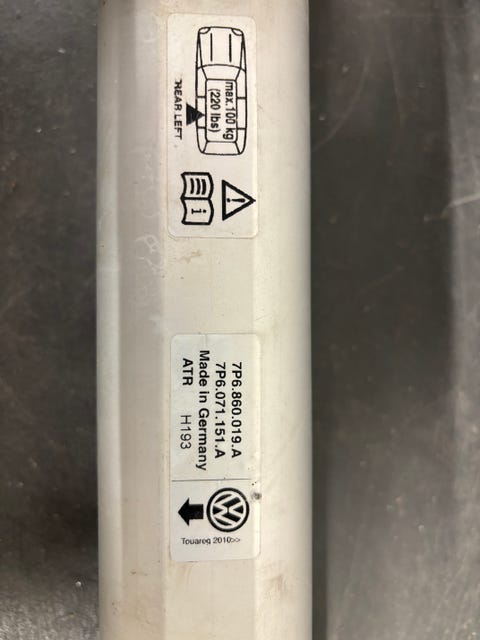 max.100 kg
(220 lbs)
REAR LEFT
i
7P6.860.019.A
7P6.071.151.A
Made in Germany
ATR H193
Touareg 2010>>